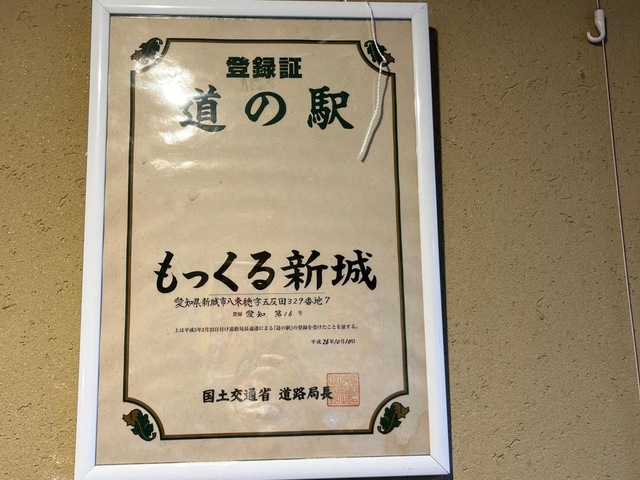 登録証
道の駅
もっくる新城
愛知県新城市八束穂字五反田329番地7
登録 愛知 第16号
上は平成5年2月23日付け道路局長通達による「道の駅」の登録を受けたことを証する。
平成 26年10月10日
国土交通省 道路局長